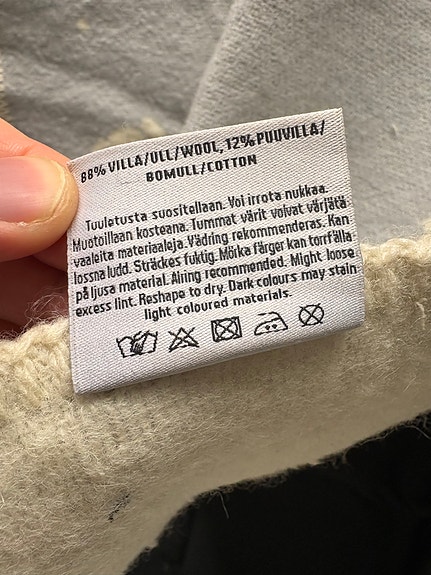 88% VILLA/ULL/WOOL, 12% PUUVILLA/
BOMULL/COTTON
Tuuletusta suositellaan. Voi irrota nukkaa.
Muotoillaan kosteana. Tummat värit voivat värjätä
vaaleita materiaaleja. Vädring rekommenderas. Kan
lossna ludd. Sträckes fuktig. Mörka färger kan torrfälla
på ljusa material. Airing recommended. Might loose
excess lint. Reshape to dry. Dark colours may stain
light coloured materials.